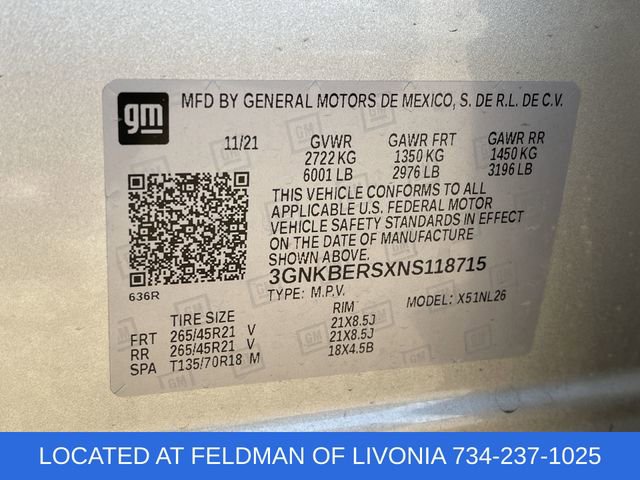 gm
MFD BY GENERAL MOTORS DE MEXICO, S. DE R.L. DE C.V.
11/21 GVWR GAWR FRT GAWR RR
2722 KG 1350 KG 1450 KG
6001 LB 2976 LB 3196 LB
THIS VEHICLE CONFORMS TO ALL
APPLICABLE U.S. FEDERAL MOTOR
VEHICLE SAFETY STANDARDS IN EFFECT
ON THE DATE OF MANUFACTURE
SHOWN ABOVE.
3GNKBERSXNS118715
636R
TYPE: M.P.V. MODEL: X51NL26
TIRE SIZE RIM
FRT 265/45R21 V 21X8.5J
RR 265/45R21 V 21X8.5J
SPA T135/70R18 M 18X4.5B
LOCATED AT FELDMAN OF LIVONIA 734-237-1025